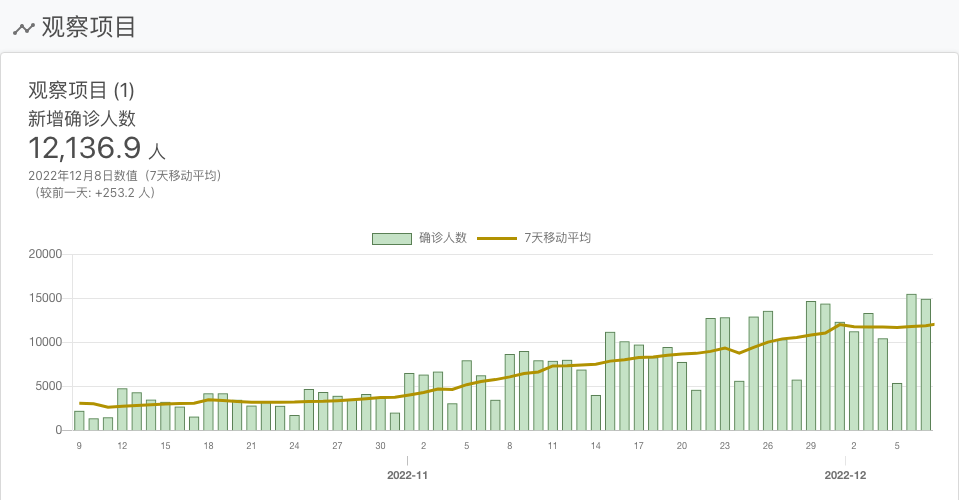 观察项目
观察项目 (1)
新增确诊人数
12,136.9 人
2022年12月8日数值（7天移动平均）
（较前一天: +253.2 人）
确诊人数 7天移动平均
20000
15000
10000
5000
0
9 12 15 18 21 24 27 30 2 5 8 11 14 17 20 23 26 29 2 5
2022-11 2022-12